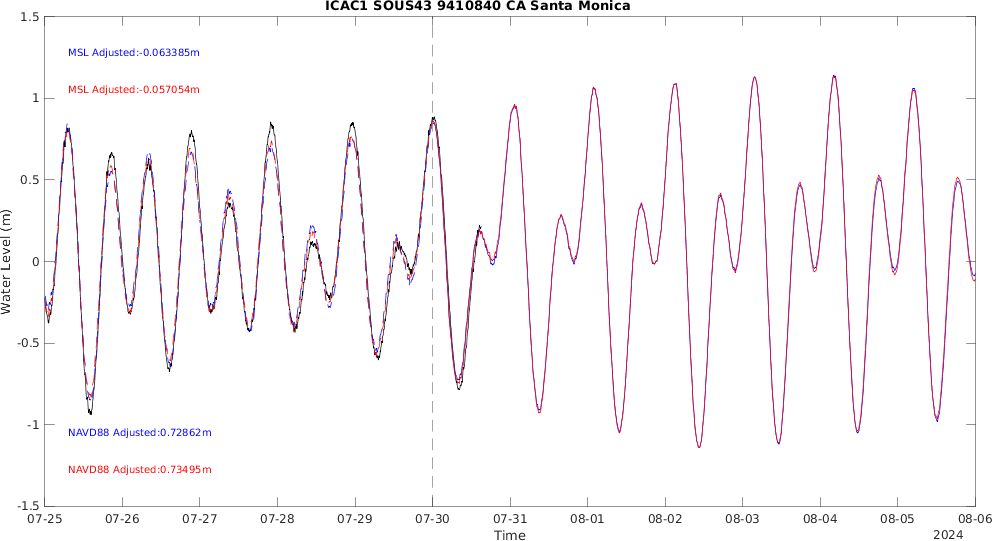 ICAC1 SOUS43 9410840 CA Santa Monica
1.5
MSL Adjusted:-0.063385m
MSL Adjusted:-0.057054m
1
0.5
Water Level (m)
0
-0.5
-1
NAVD88 Adjusted:0.72862m
NAVD88 Adjusted:0.73495m
-1.5
07-25 07-26 07-27 07-28 07-29 07-30 07-31 08-01 08-02 08-03 08-04 08-05 08-06
Time
2024